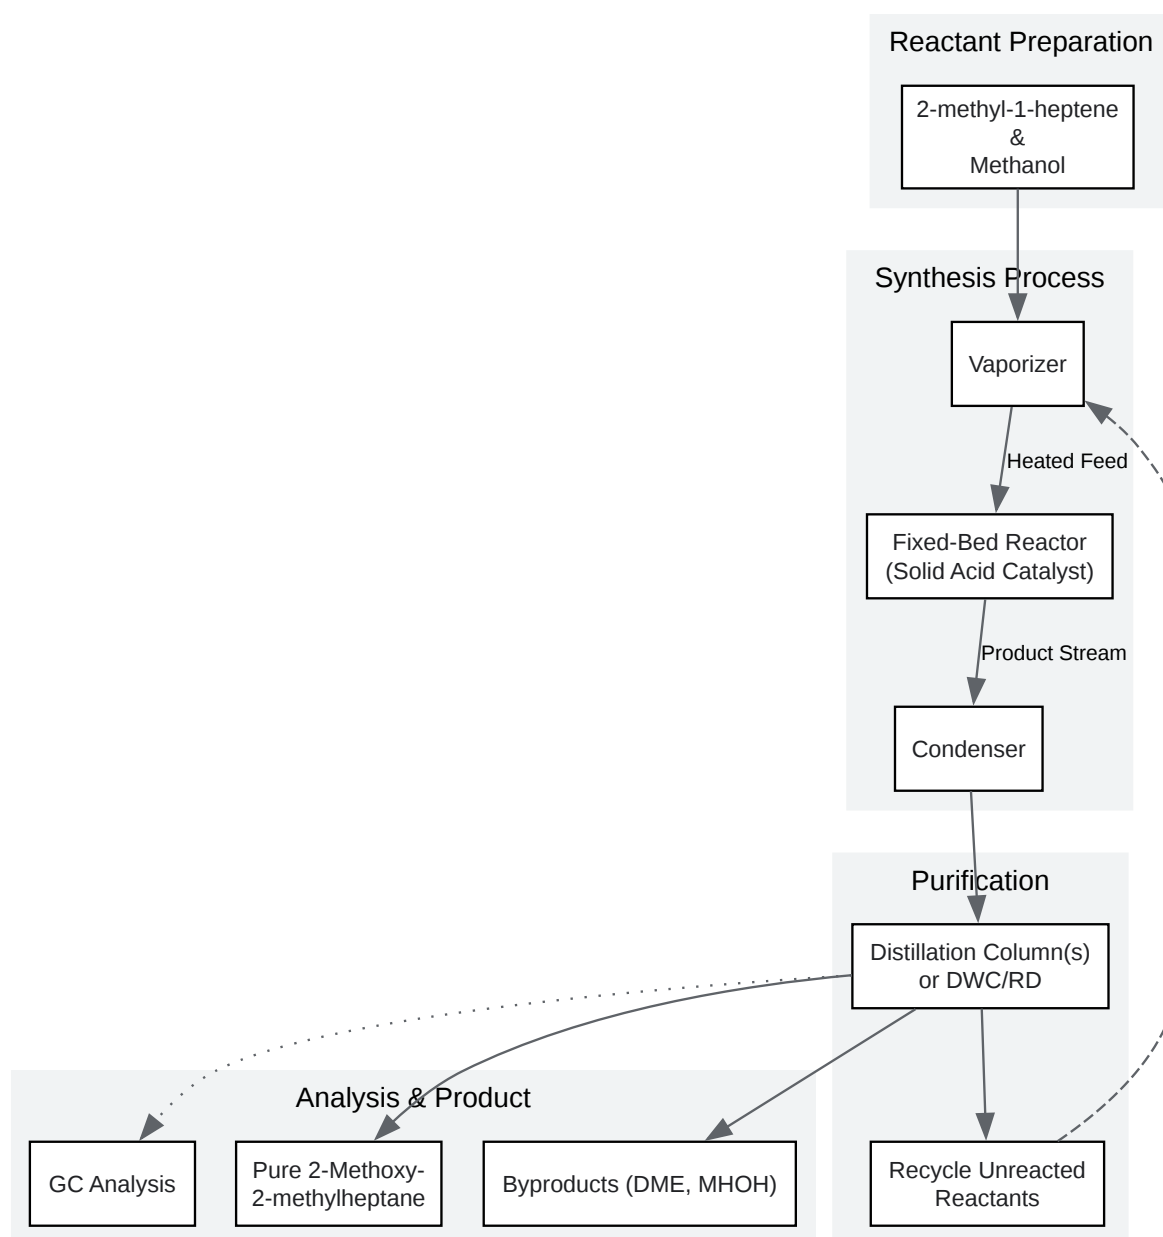 Reactant Preparation
2-methyl-1-heptene
&
Methanol
Synthesis Process
Vaporizer
Heated Feed
Fixed-Bed Reactor
(Solid Acid Catalyst)
Product Stream
Condenser
Purification
Distillation Column(s)
or DWC/RD
Analysis & Product
GC Analysis
Pure 2-Methoxy-
2-methylheptane
Byproducts (DME, MHOH)
Recycle Unreacted
Reactants